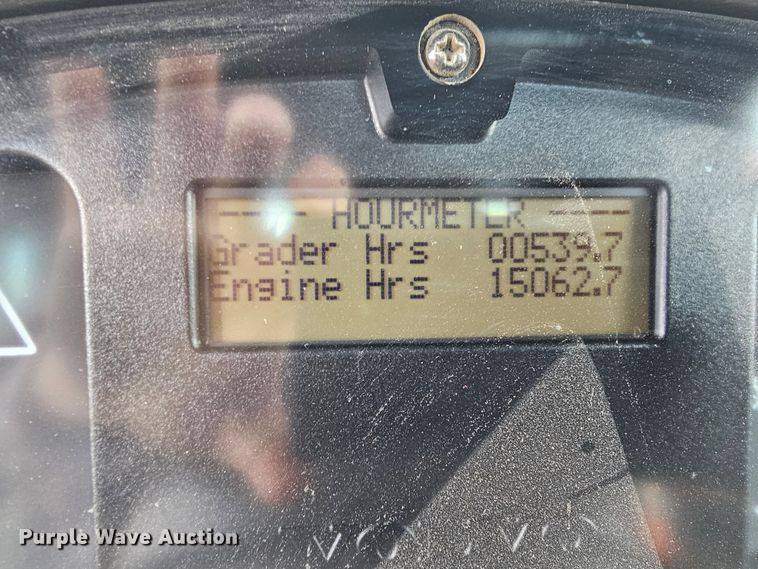 ---- HOURMETER ----
Grader Hrs 00539.7
Engine Hrs 15062.7
Purple Wave Auction